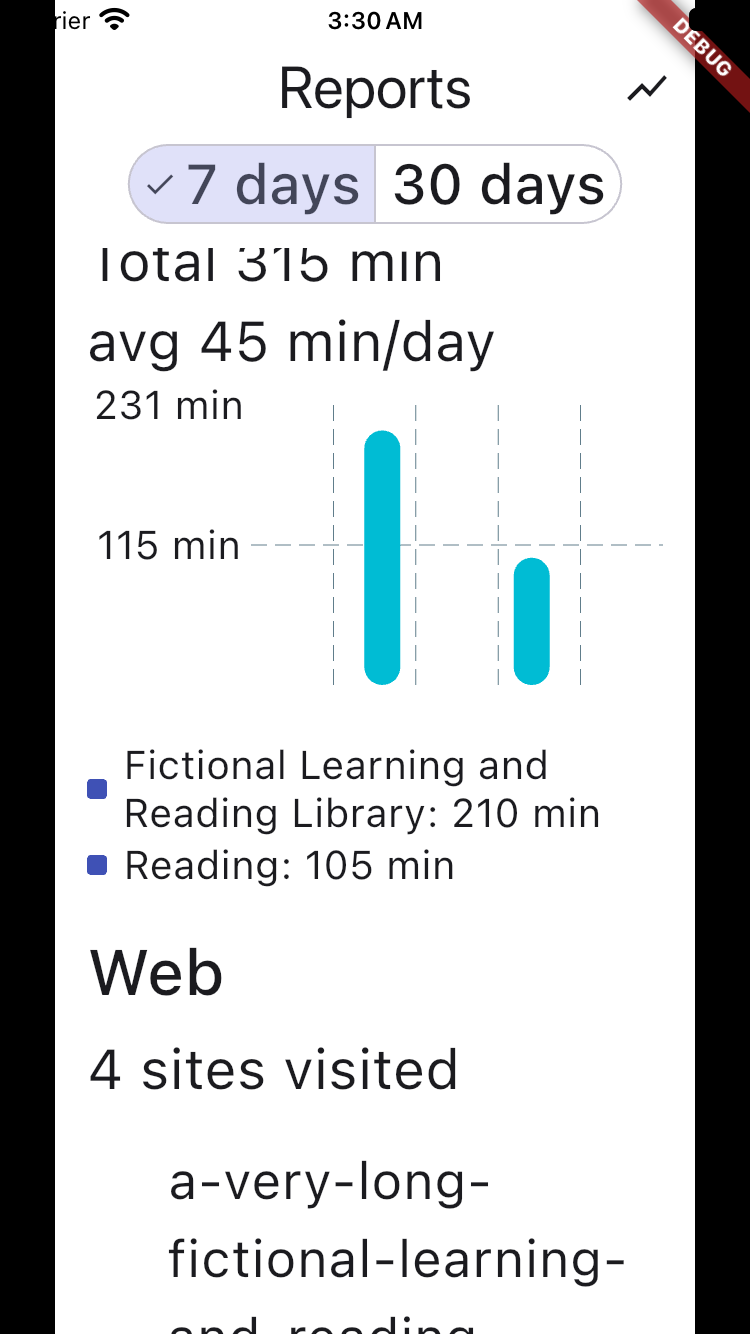 rier 3:30 AM
DEBUG
Reports
7 days 30 days
Total 315 min
avg 45 min/day
231 min
115 min
Fictional Learning and
Reading Library: 210 min
Reading: 105 min
Web
4 sites visited
a-very-long-
fictional-learning-
and-reading